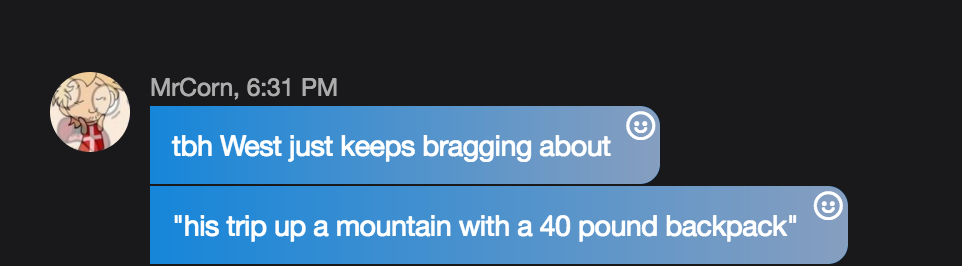 MrCorn, 6:31 PM
tbh West just keeps bragging about
"his trip up a mountain with a 40 pound backpack"